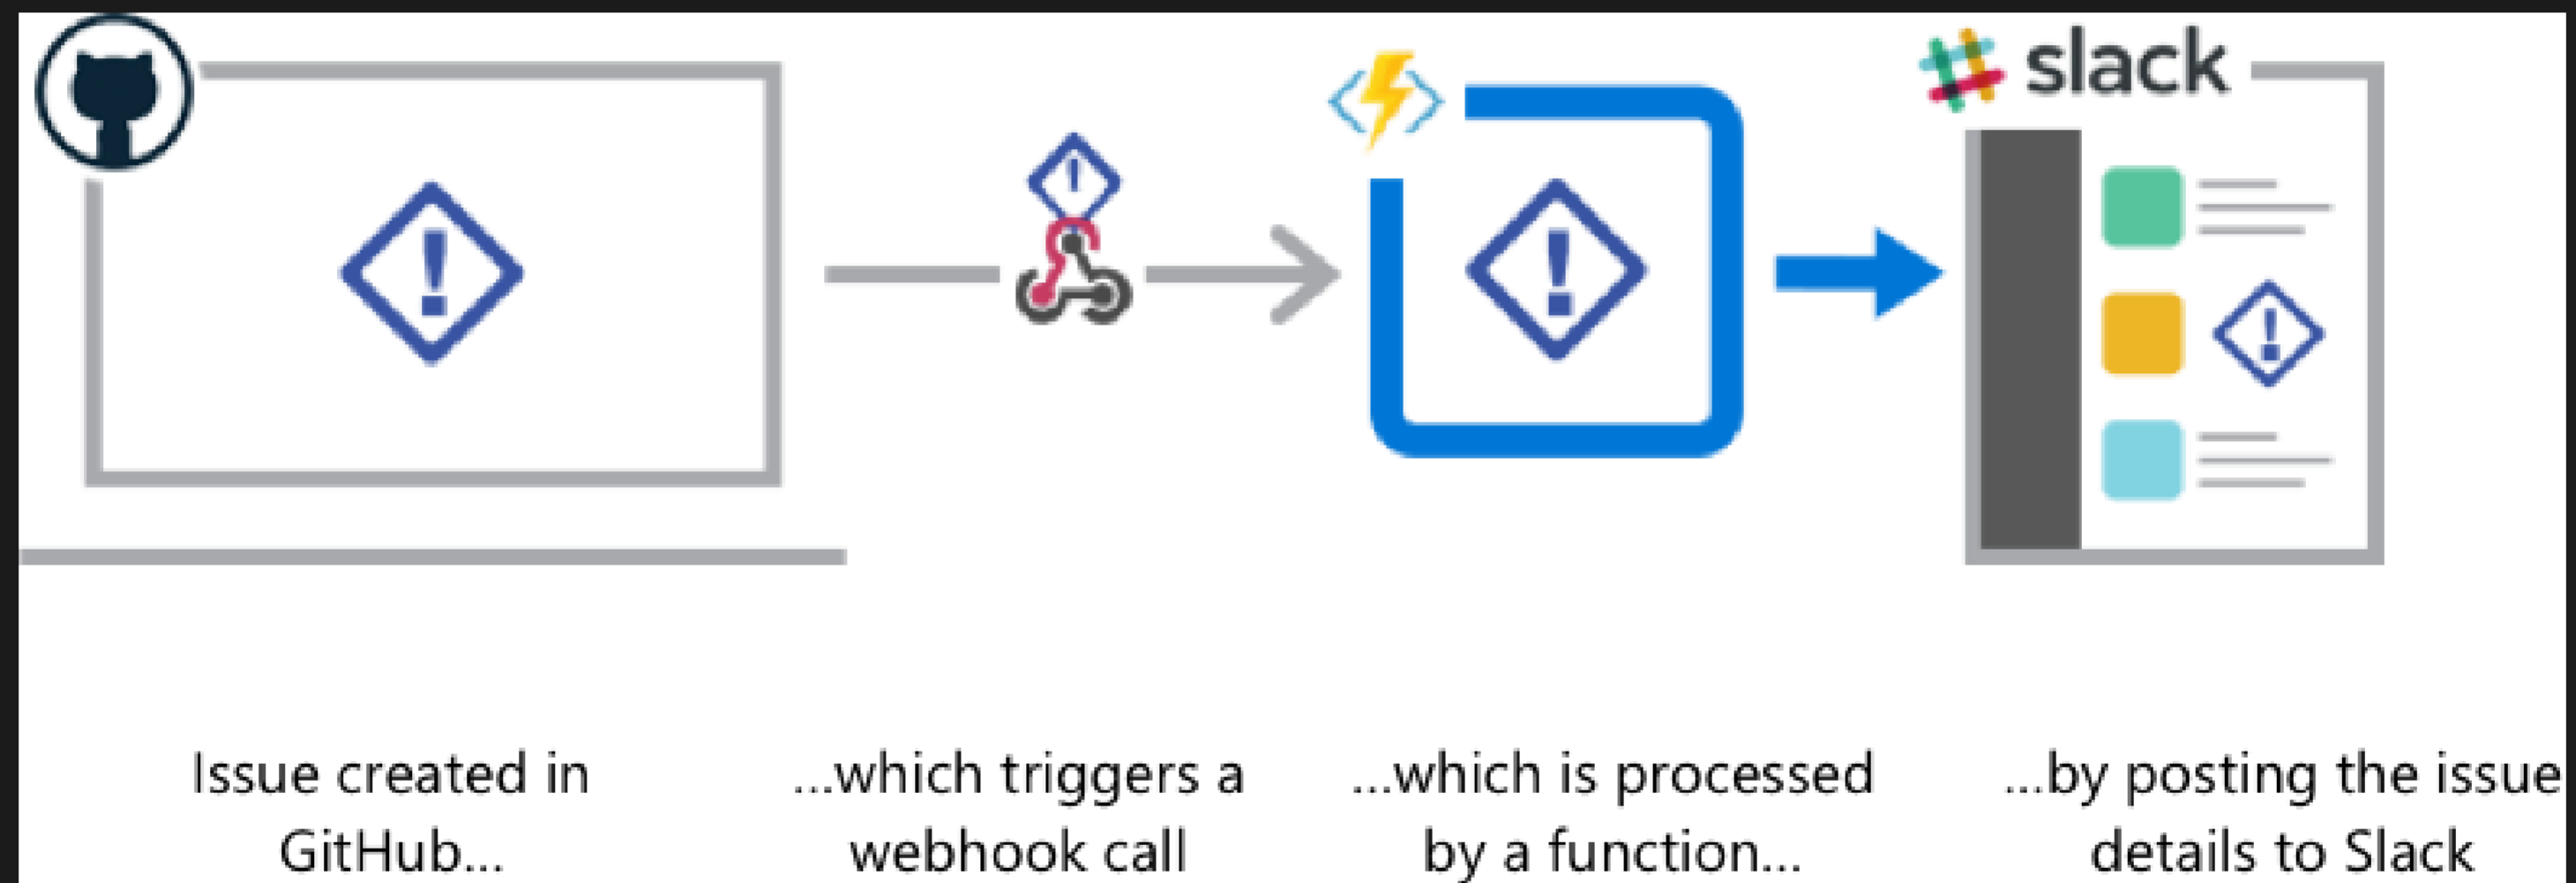 slack
Issue created in
GitHub...
...which triggers a
webhook call
...which is processed
by a function...
...by posting the issue
details to Slack